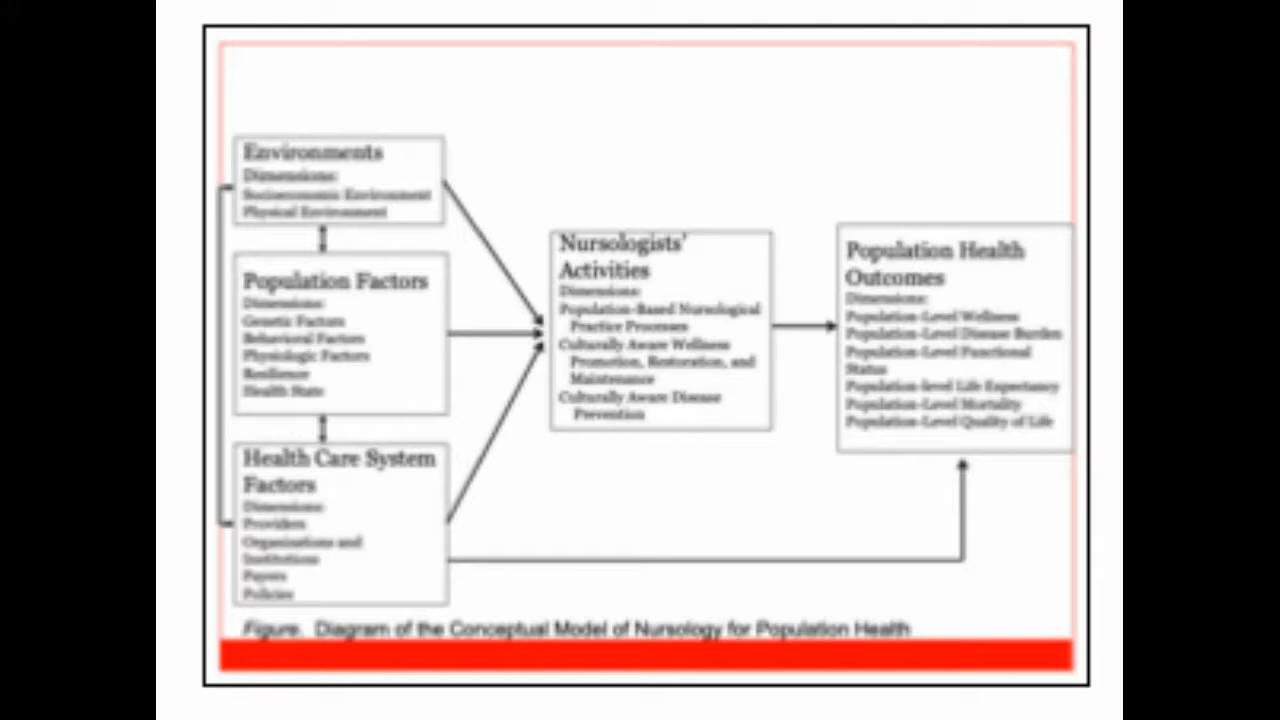 Environments
Dimensions:
Socioeconomic Environment
Physical Environment
Population Factors
Dimensions:
Genetic Factors
Behavioral Factors
Physiologic Factors
Resilience
Health State
Health Care System
Factors
Dimensions:
Providers
Organizations and
Institutions
Payers
Policies
Nursologists'
Activities
Dimensions:
Population-Based Nursological
Practice Processes
Culturally Aware Wellness
Promotion, Restoration, and
Maintenance
Culturally Aware Disease
Prevention
Population Health
Outcomes
Dimensions:
Population-Level Wellness
Population-Level Disease Burden
Population-Level Functional
Status
Population-level Life Expectancy
Population-Level Mortality
Population-Level Quality of Life
Figure. Diagram of the Conceptual Model of Nursology for Population Health